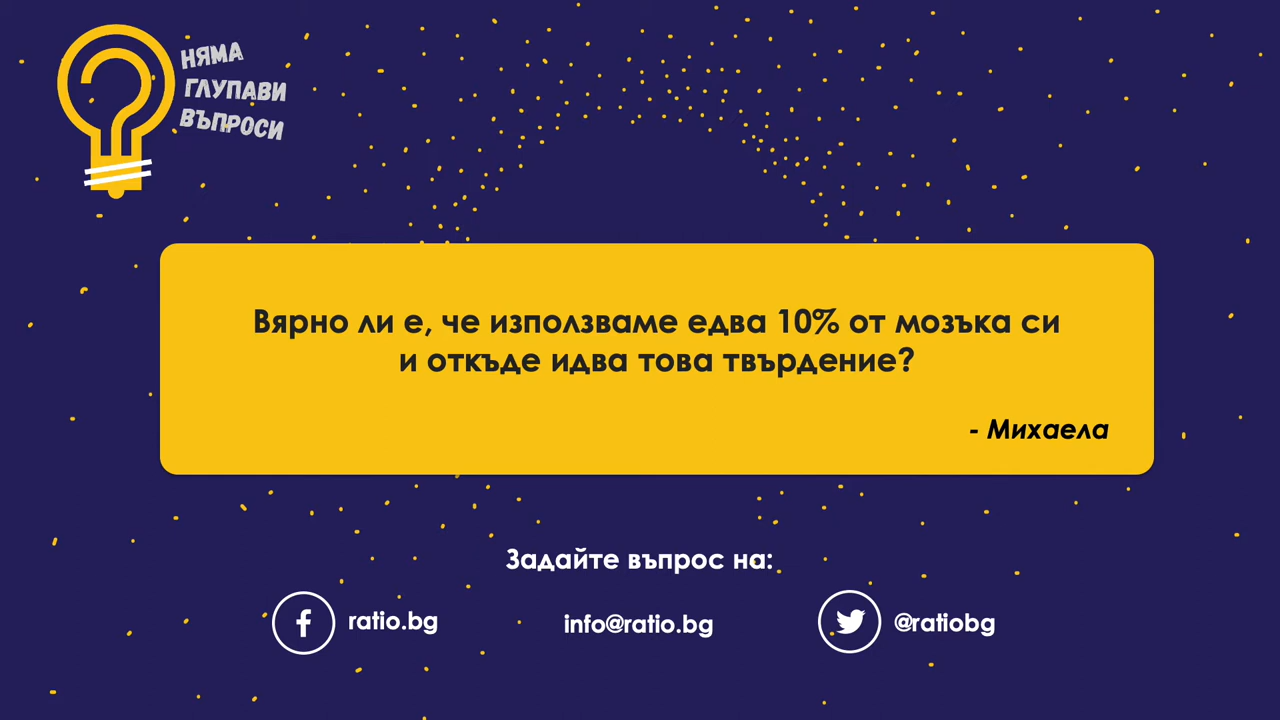 НЯМА
ГЛУПАВИ
ВЪПРОСИ
Вярно ли е, че използваме едва 10% от мозъка си
и откъде идва това твърдение?
- Михаела
Задайте въпрос на:
ratio.bg
info@ratio.bg
@ratiobg